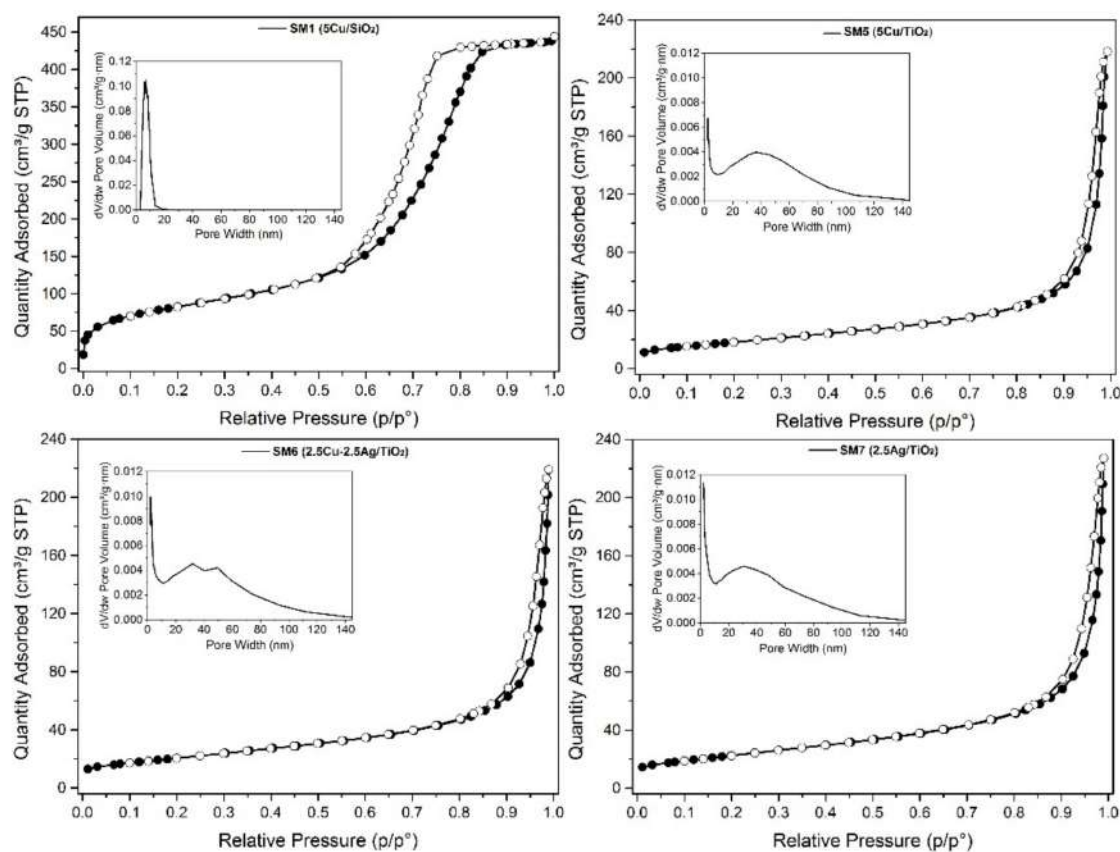 SM1 (5Cu/SiO₂)
Quantity Adsorbed (cm³/g STP)
450
400
350
300
250
200
150
100
50
0
dV/dw Pore Volume (cm³/g·nm)
0.12
0.10
0.08
0.06
0.04
0.02
0.00
0 20 40 60 80 100 120 140
Pore Width (nm)
0.0 0.1 0.2 0.3 0.4 0.5 0.6 0.7 0.8 0.9 1.0
Relative Pressure (p/p°)
SM5 (5Cu/TiO₂)
Quantity Adsorbed (cm³/g STP)
240
200
160
120
80
40
0
dV/dw Pore Volume (cm³/g·nm)
0.012
0.010
0.008
0.006
0.004
0.002
0.000
0 20 40 60 80 100 120 140
Pore Width (nm)
0.0 0.1 0.2 0.3 0.4 0.5 0.6 0.7 0.8 0.9 1.0
Relative Pressure (p/p°)
SM6 (2.5Cu-2.5Ag/TiO₂)
Quantity Adsorbed (cm³/g STP)
240
200
160
120
80
40
0
dV/dw Pore Volume (cm³/g·nm)
0.012
0.010
0.008
0.006
0.004
0.002
0.000
0 20 40 60 80 100 120 140
Pore Width (nm)
0.0 0.1 0.2 0.3 0.4 0.5 0.6 0.7 0.8 0.9 1.0
Relative Pressure (p/p°)
SM7 (2.5Ag/TiO₂)
Quantity Adsorbed (cm³/g STP)
240
200
160
120
80
40
0
dV/dw Pore Volume (cm³/g·nm)
0.012
0.010
0.008
0.006
0.004
0.002
0.000
0 20 40 60 80 100 120 140
Pore Width (nm)
0.0 0.1 0.2 0.3 0.4 0.5 0.6 0.7 0.8 0.9 1.0
Relative Pressure (p/p°)